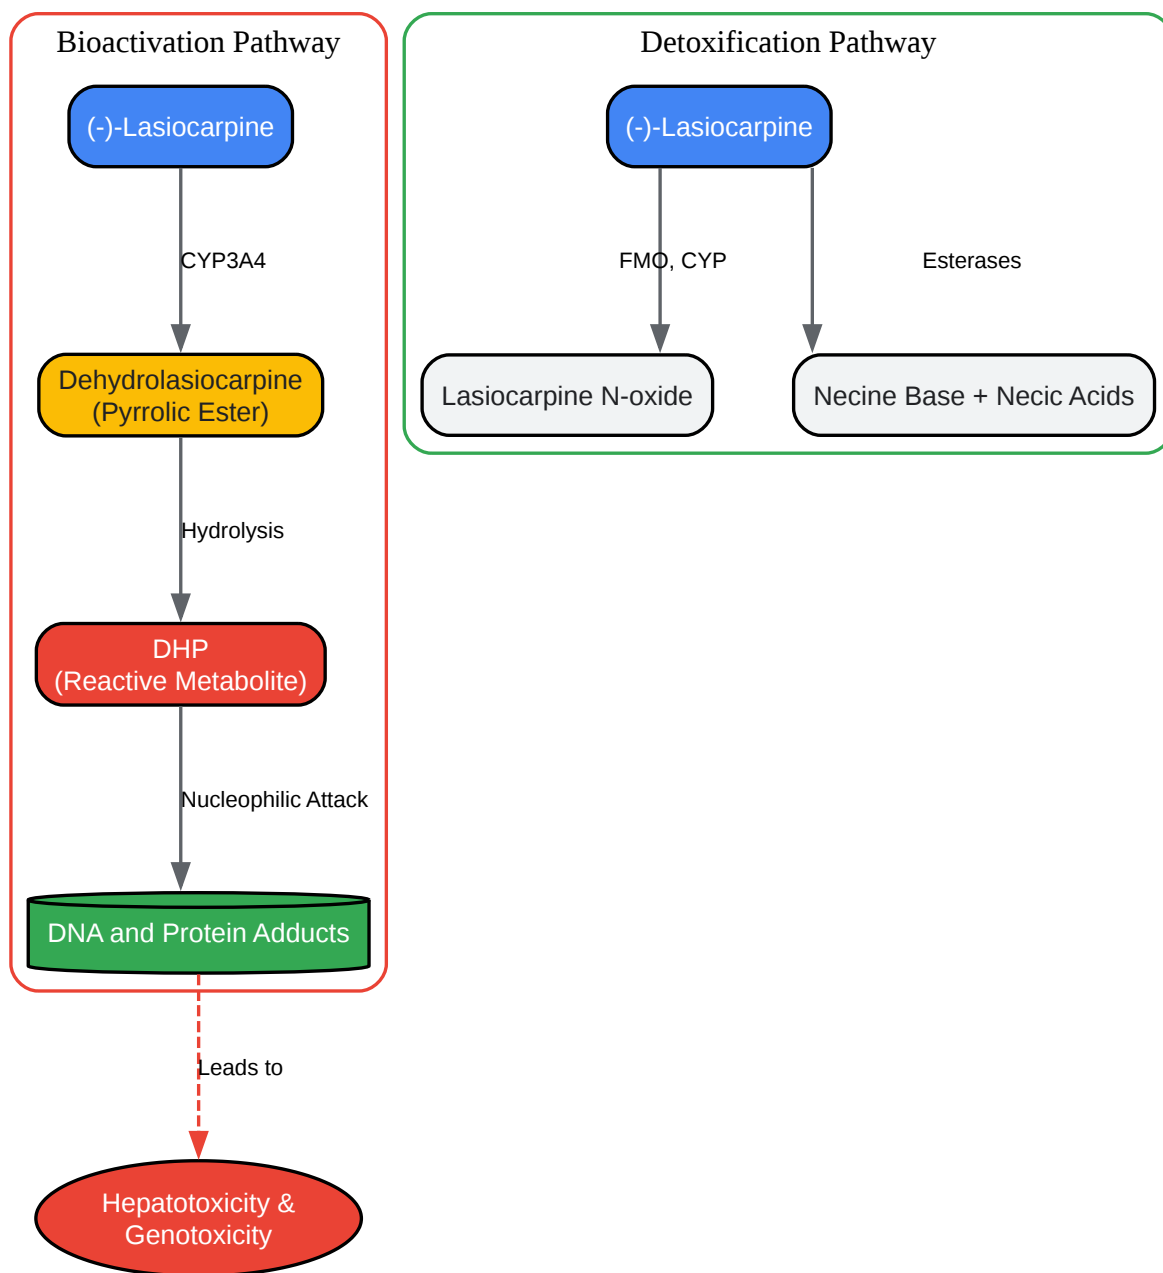 Bioactivation Pathway
(-)-Lasiocarpine
CYP3A4
Dehydrolasiocarpine
(Pyrrolic Ester)
Hydrolysis
DHP
(Reactive Metabolite)
Nucleophilic Attack
DNA and Protein Adducts
Leads to
Hepatotoxicity &
Genotoxicity
Detoxification Pathway
(-)-Lasiocarpine
FMO, CYP
Esterases
Lasiocarpine N-oxide
Necine Base + Necic Acids